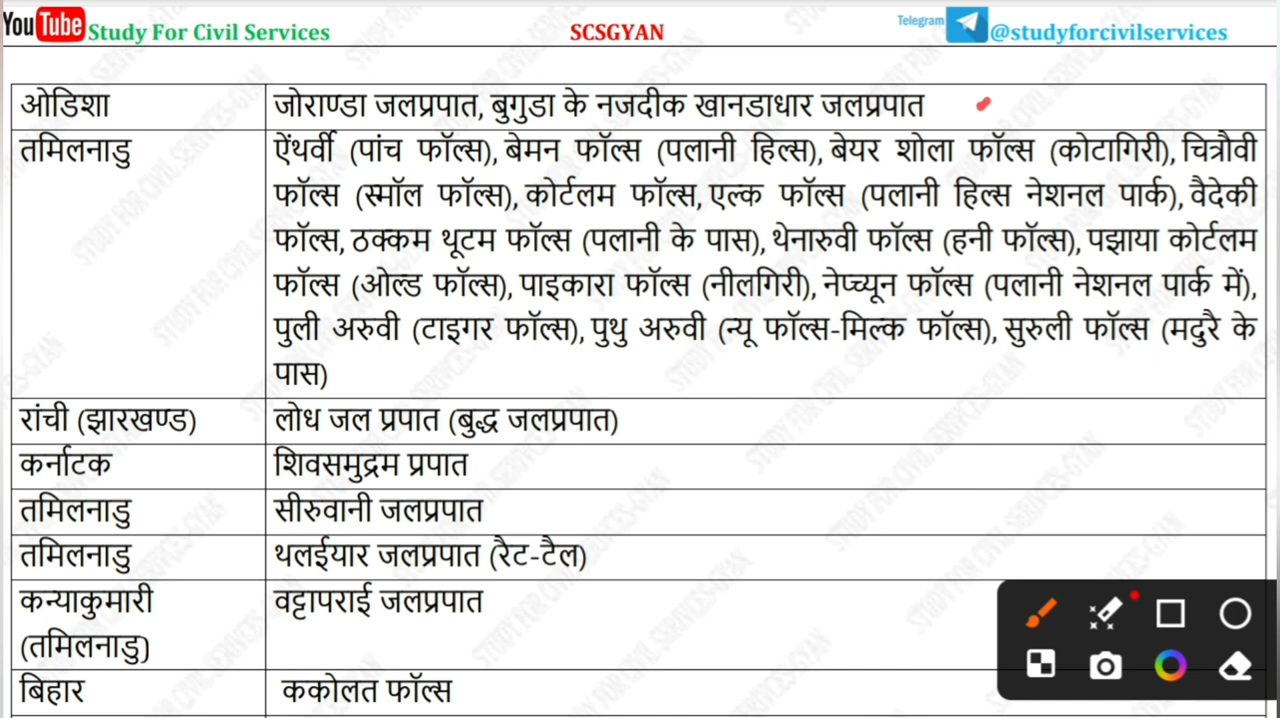 YouTube Study For Civil Services SCSGYAN Telegram @studyforcivilservices
ओडिशा जोराण्डा जलप्रपात, बुगुडा के नजदीक खानडाधार जलप्रपात
तमिलनाडु ऐंथर्वी (पांच फॉल्स), बेमन फॉल्स (पलानी हिल्स), बेयर शोला फॉल्स (कोटागिरी), चित्रौवी
फॉल्स (स्मॉल फॉल्स), कोर्टलम फॉल्स, एल्क फॉल्स (पलानी हिल्स नेशनल पार्क), वैदेकी
फॉल्स, ठक्कम थूटम फॉल्स (पलानी के पास), थेनारुवी फॉल्स (हनी फॉल्स), पझाया कोर्टलम
फॉल्स (ओल्ड फॉल्स), पाइकारा फॉल्स (नीलगिरी), नेप्च्यून फॉल्स (पलानी नेशनल पार्क में),
पुली अरुवी (टाइगर फॉल्स), पुथु अरुवी (न्यू फॉल्स-मिल्क फॉल्स), सुरुली फॉल्स (मदुरै के
पास)
रांची (झारखण्ड) लोध जल प्रपात (बुद्ध जलप्रपात)
कर्नाटक शिवसमुद्रम प्रपात
तमिलनाडु सीरुवानी जलप्रपात
तमिलनाडु थलईयार जलप्रपात (रैट-टैल)
कन्याकुमारी वट्टापराई जलप्रपात
(तमिलनाडु)
बिहार ककोलत फॉल्स